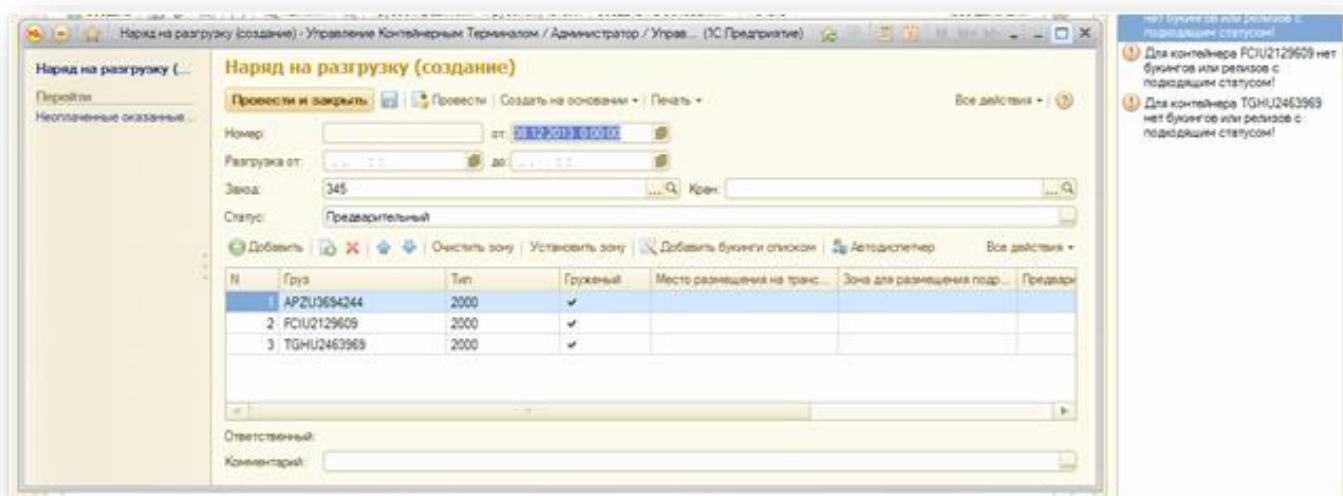 Наряд на разгрузку (создание) - Управление Контейнерным Терминалом / Администратор / Управ... (1С:Предприятие)
Наряд на разгрузку (...
Перейти
Неоплаченные оказанные ...
Наряд на разгрузку (создание)
Провести и закрыть Провести Создать на основании Печать Все действия
Номер: от: 08.12.2013 0:00:00
Разгрузка от: . . : : до: . . : :
Заход: 345 ... Кран: ...
Статус: Предварительный ...
Добавить Очистить зону Установить зону Добавить букинги списком Автодиспетчер Все действия
N Груз Тип Груженый Место размещения на транс... Зона для размещения подр... Предвари
1 APZU3694244 2000
2 FCIU2129609 2000
3 TGHU2463969 2000
Ответственный:
Комментарий: ...
нет букингов или релизов с
подходящим статусом!
Для контейнера FCIU2129609 нет
букингов или релизов с
подходящим статусом!
Для контейнера TGHU2463969
нет букингов или релизов с
подходящим статусом!